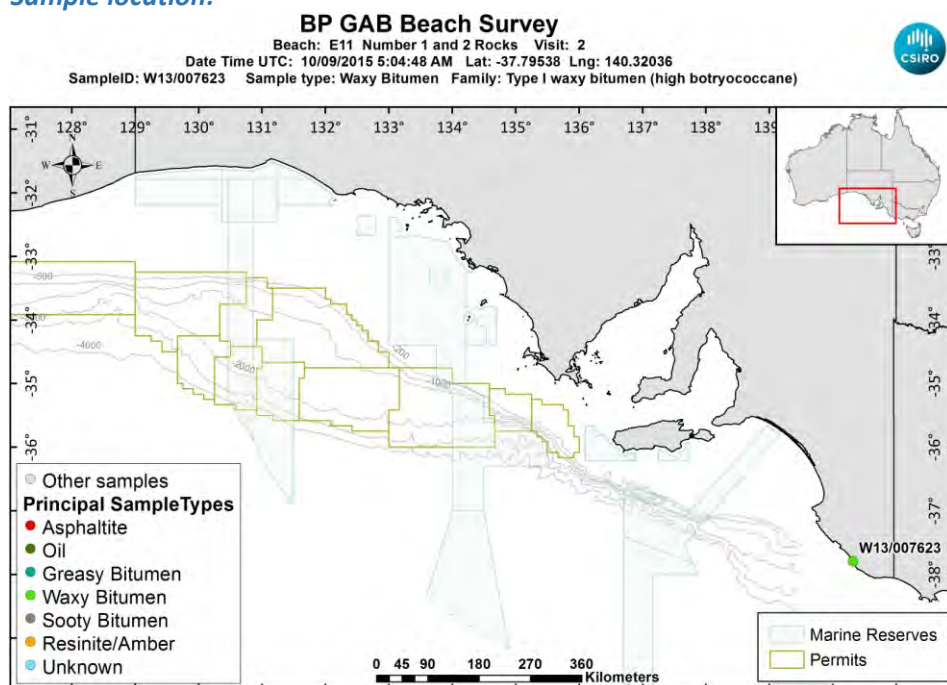 Sample location:
BP GAB Beach Survey
Beach: E11 Number 1 and 2 Rocks Visit: 2
Date Time UTC: 10/09/2015 5:04:48 AM Lat: -37.79538 Lng: 140.32036
SampleID: W13/007623 Sample type: Waxy Bitumen Family: Type I waxy bitumen (high botryococcane)
CSIRO
128° 129° 130° 131° 132° 133° 134° 135° 136° 137° 138° 139
-31°
-32°
-33°
-34°
-35°
-36°
-37°
-38°
N
W E
S
-33°
-34°
-35°
-36°
-37°
-38°
-4000
-2000
-200
-1000
W13/007623
Other samples
Principal SampleTypes
Asphaltite
Oil
Greasy Bitumen
Waxy Bitumen
Sooty Bitumen
Resinite/Amber
Unknown
0 45 90 180 270 360
Kilometers
Marine Reserves
Permits